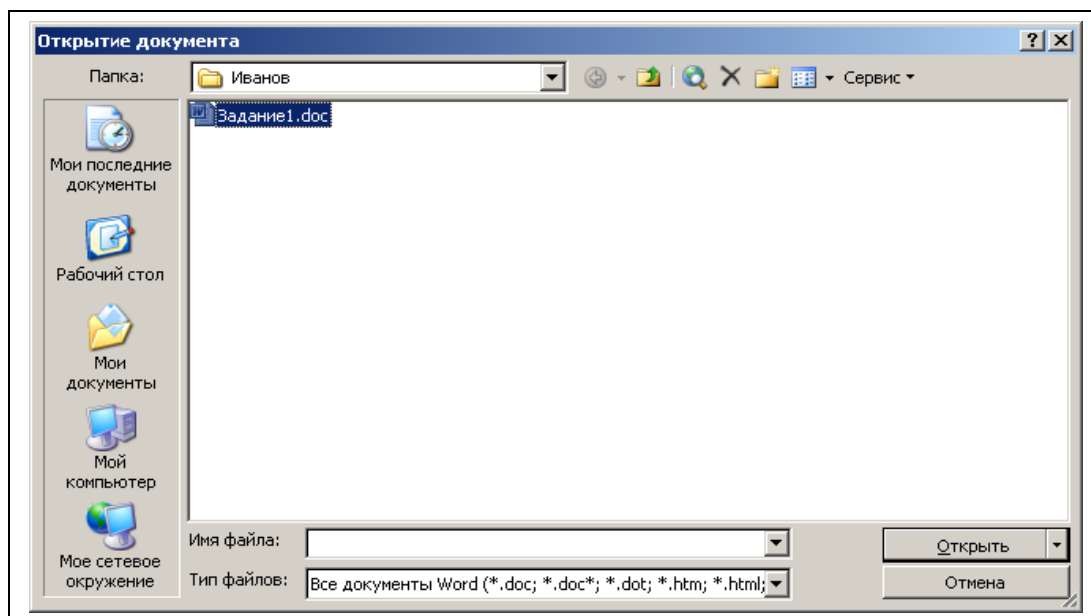 Открытие документа
Папка:
Иванов
Сервис
Задание1.doc
Мои последние
документы
Рабочий стол
Мои
документы
Мой
компьютер
Мое сетевое
окружение
Имя файла:
Открыть
Тип файлов:
Все документы Word (*.doc; *.doc*; *.dot; *.htm; *.html;
Отмена